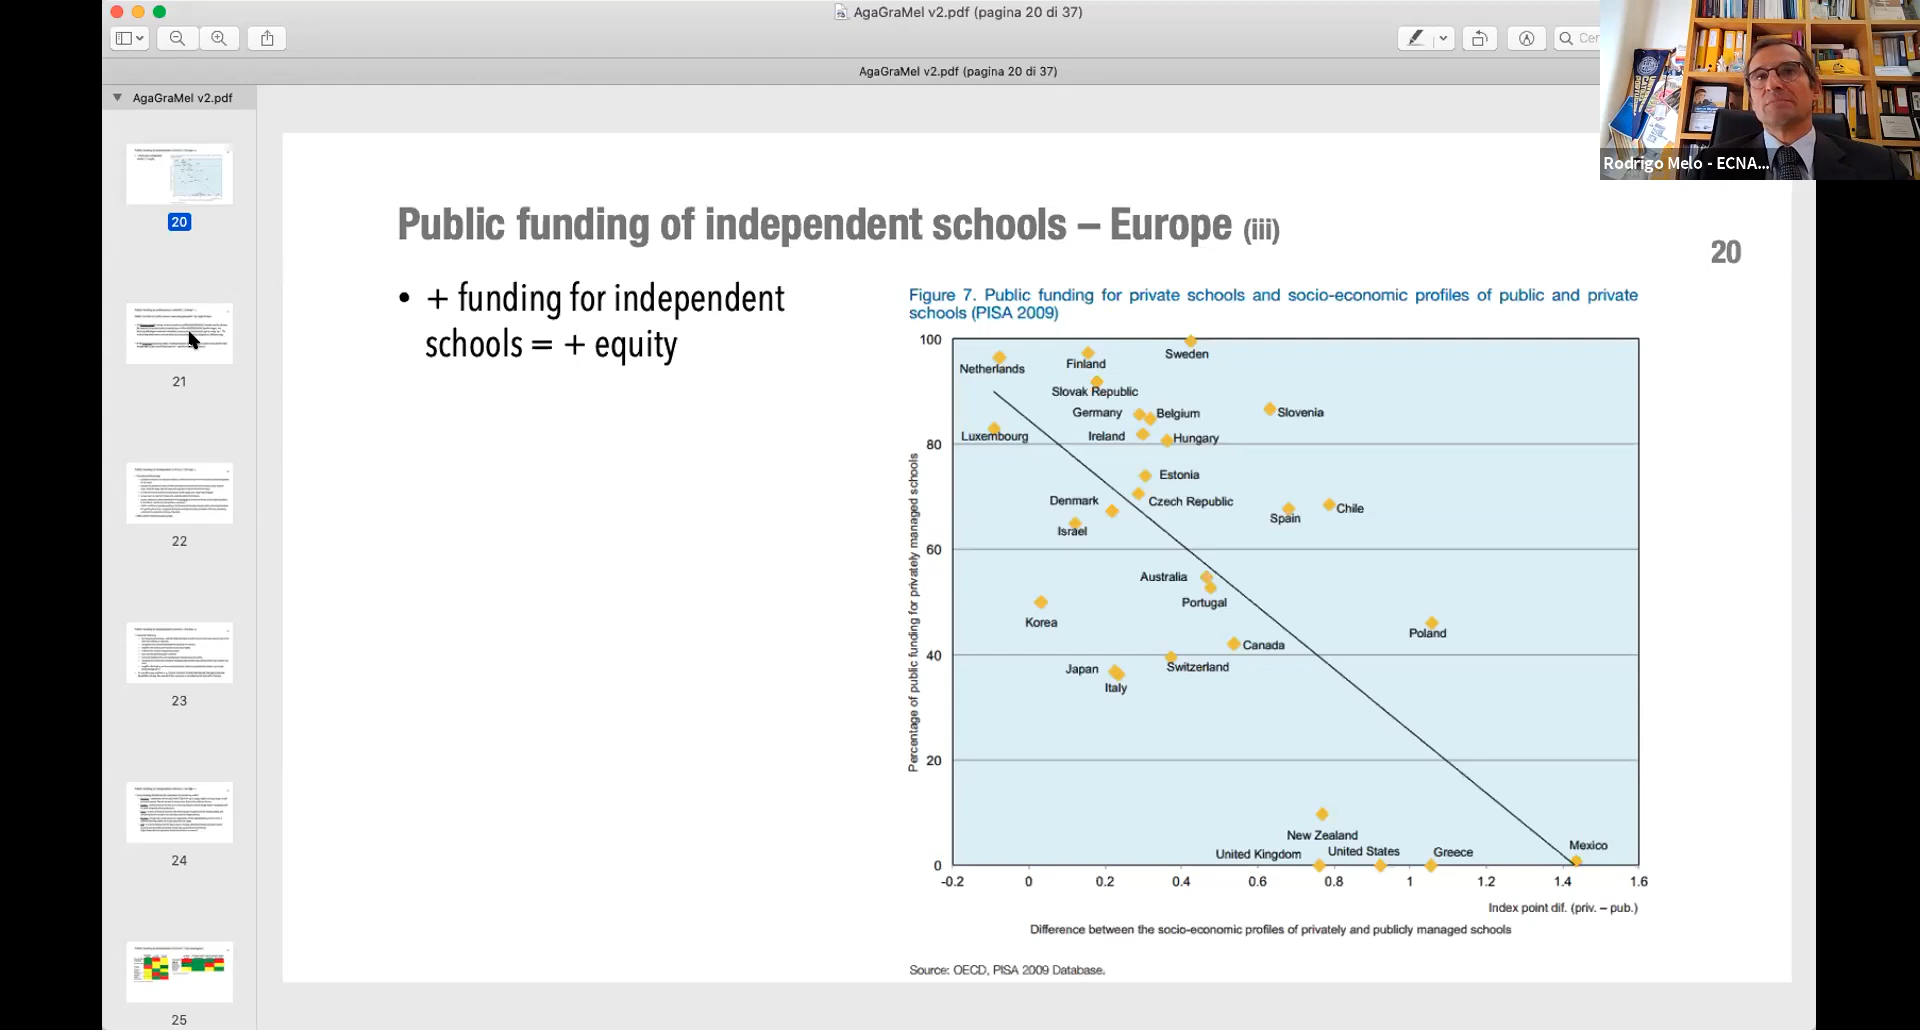 AgaGraMel v2.pdf (pagina 20 di 37)
Cer
AgaGraMel v2.pdf (pagina 20 di 37)
AgaGraMel v2.pdf
Rodrigo Melo - ECNA...
20
21
22
23
24
25
Public funding of independent schools – Europe (iii)
20
• + funding for independent
schools = + equity
Figure 7. Public funding for private schools and socio-economic profiles of public and private
schools (PISA 2009)
Percentage of public funding for privately managed schools
100
80
60
40
20
0
Sweden
Finland
Netherlands
Slovak Republic
Germany
Belgium
Slovenia
Luxembourg
Ireland
Hungary
Estonia
Denmark
Czech Republic
Israel
Spain
Chile
Australia
Portugal
Korea
Poland
Canada
Japan
Switzerland
Italy
New Zealand
United Kingdom
United States
Greece
Mexico
-0.2 0 0.2 0.4 0.6 0.8 1 1.2 1.4 1.6
Index point dif. (priv. – pub.)
Difference between the socio-economic profiles of privately and publicly managed schools
Source: OECD, PISA 2009 Database.